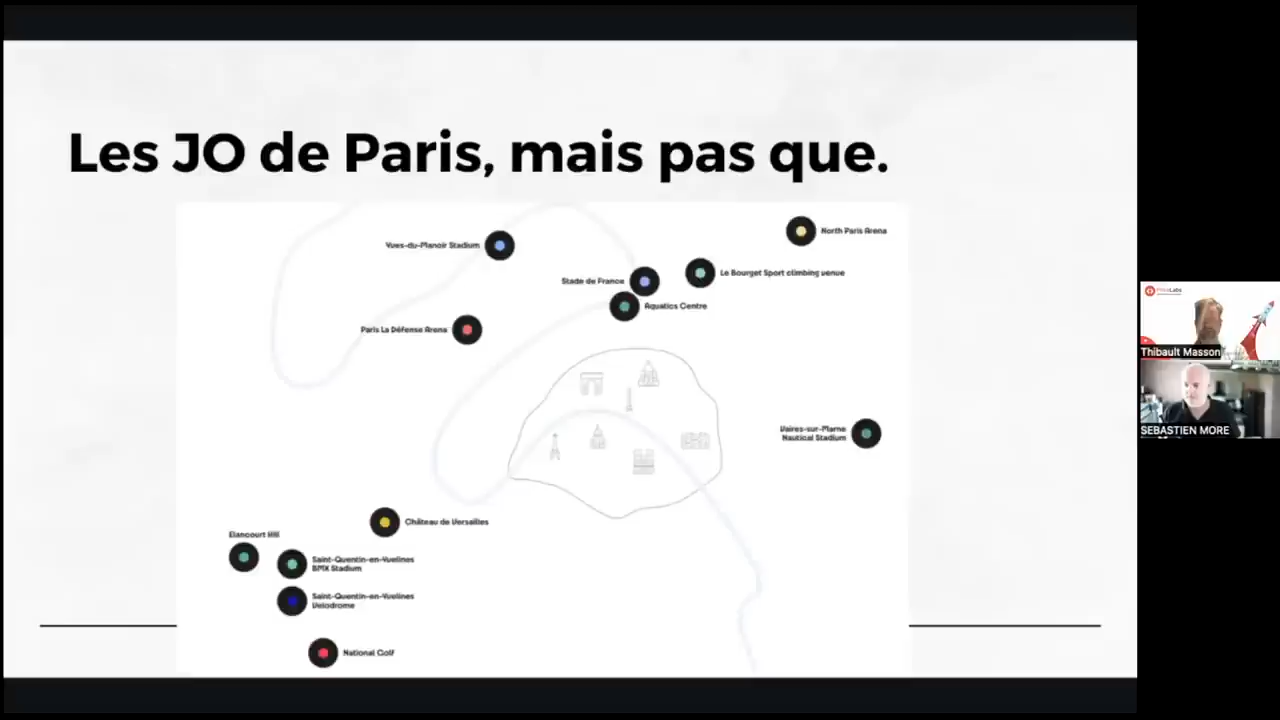 Les JO de Paris, mais pas que.
North Paris Arena
Yves-du-Manoir Stadium
Le Bourget Sport climbing venue
Stade de France
Aquatics Centre
Paris La Défense Arena
Vaires-sur-Marne
Nautical Stadium
Château de Versailles
Elancourt Hill
Saint-Quentin-en-Yvelines
BMX Stadium
Saint-Quentin-en-Yvelines
Velodrome
National Golf
PriceLabs
Thibault Masson
SEBASTIEN MORE